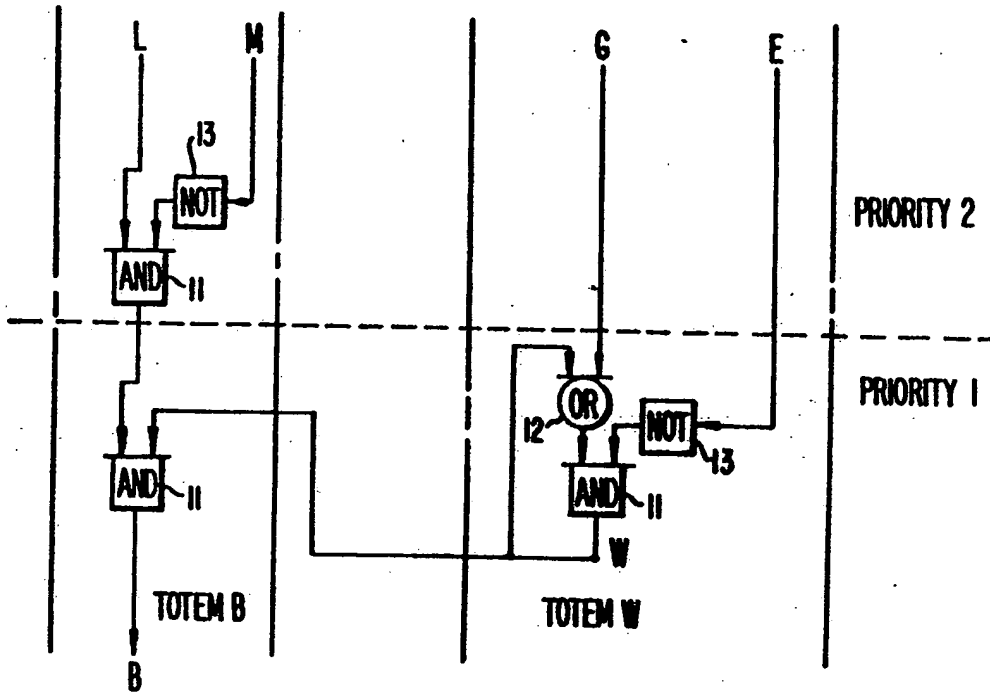 L M G E
13
NOT
PRIORITY 2
AND 11
PRIORITY 1
OR
12
NOT
13
AND 11
AND 11
W
TOTEM B TOTEM W
B